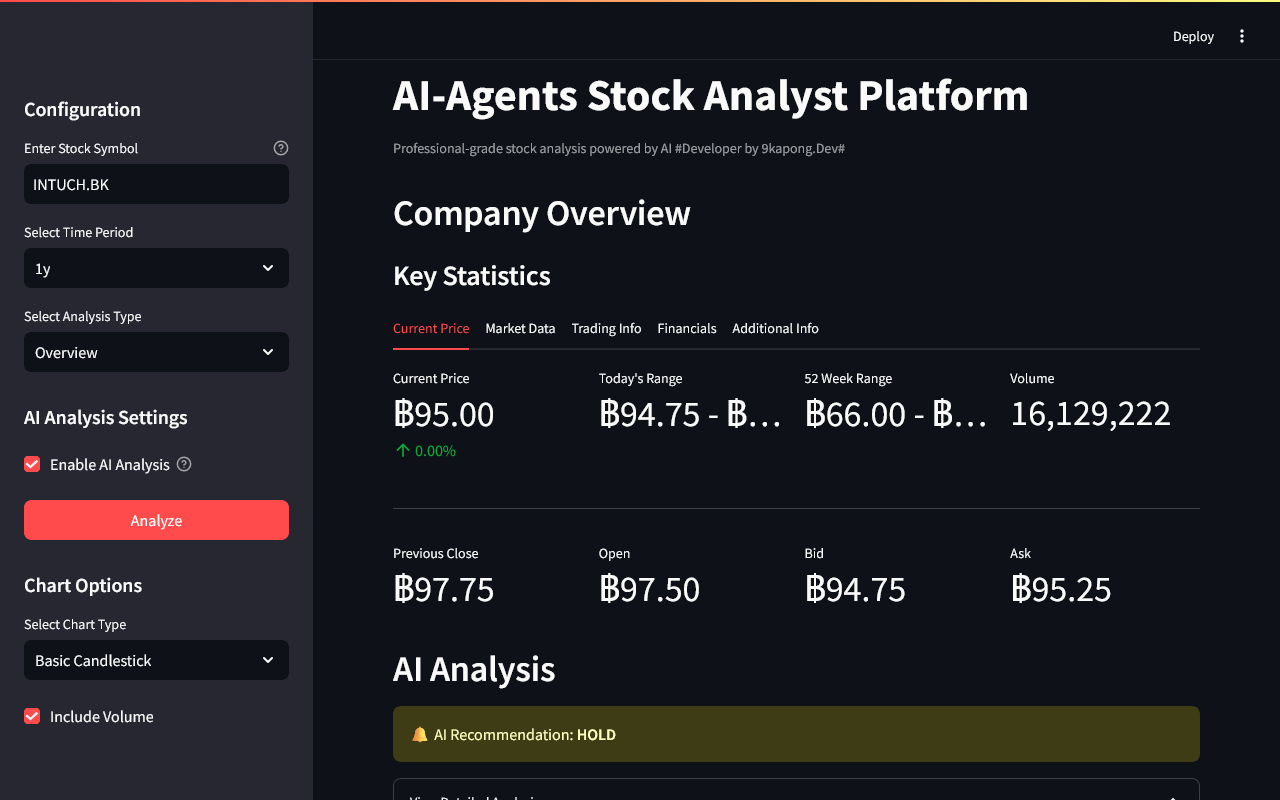 Deploy
Configuration
Enter Stock Symbol
INTUCH.BK
Select Time Period
1y
Select Analysis Type
Overview
AI Analysis Settings
Enable AI Analysis
Analyze
Chart Options
Select Chart Type
Basic Candlestick
Include Volume
AI-Agents Stock Analyst Platform
Professional-grade stock analysis powered by AI #Developer by 9kapong.Dev#
Company Overview
Key Statistics
Current Price Market Data Trading Info Financials Additional Info
Current Price Today's Range 52 Week Range Volume
฿95.00 ฿94.75 - ฿… ฿66.00 - ฿… 16,129,222
0.00%
Previous Close Open Bid Ask
฿97.75 ฿97.50 ฿94.75 ฿95.25
AI Analysis
🔔 AI Recommendation: HOLD
View Detailed Analysis